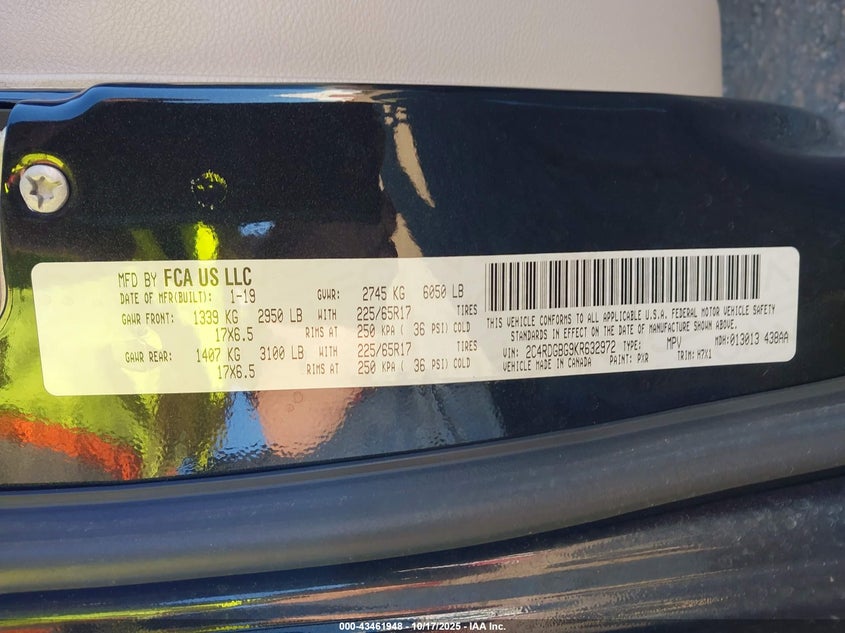 MFD BY FCA US LLC
DATE OF MFR(BUILT): 1-19 GVWR: 2745 KG 6050 LB
GAWR FRONT: 1339 KG 2950 LB WITH 225/65R17 TIRES
17X6.5 RIMS AT 250 KPA ( 36 PSI) COLD
GAWR REAR: 1407 KG 3100 LB WITH 225/65R17 TIRES
17X6.5 RIMS AT 250 KPA ( 36 PSI) COLD
THIS VEHICLE CONFORMS TO ALL APPLICABLE U.S.A. FEDERAL MOTOR VEHICLE SAFETY
STANDARDS IN EFFECT ON THE DATE OF MANUFACTURE SHOWN ABOVE.
VIN: 2C4RDGBG9KR632972 TYPE: MPV MDH: 013013 438AA
VEHICLE MADE IN CANADA PAINT: PXR TRIM: H7X1
000-43461948 - 10/17/2025 - IAA Inc.